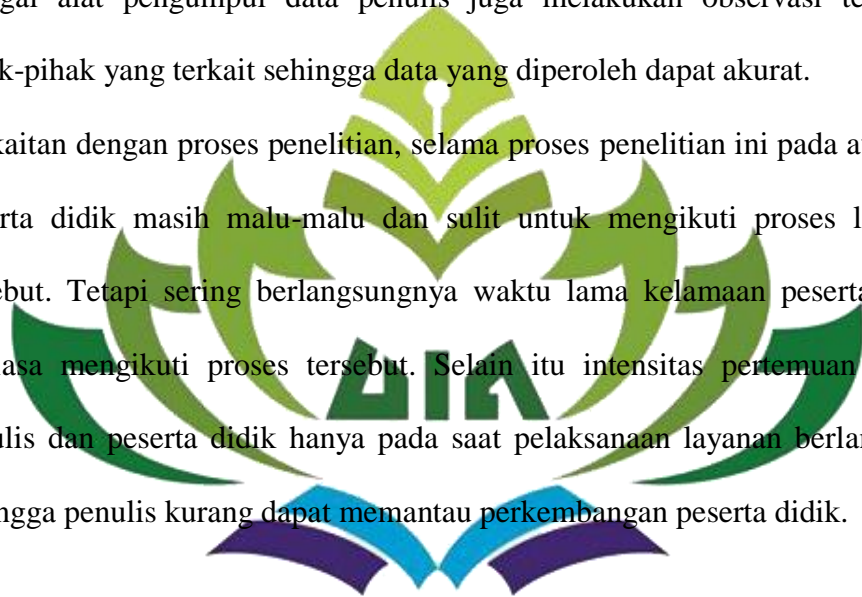 gai alat pengumpul data penulis juga melakukan observasi te
k-pihak yang terkait sehingga data yang diperoleh dapat akurat.
kaitan dengan proses penelitian, selama proses penelitian ini pada a
rta didik masih malu-malu dan sulit untuk mengikuti proses l
ebut. Tetapi sering berlangsungnya waktu lama kelamaan peserta
asa mengikuti proses tersebut. Selain itu intensitas pertemuan
ulis dan peserta didik hanya pada saat pelaksanaan layanan berla
ngga penulis kurang dapat memantau perkembangan peserta didik.